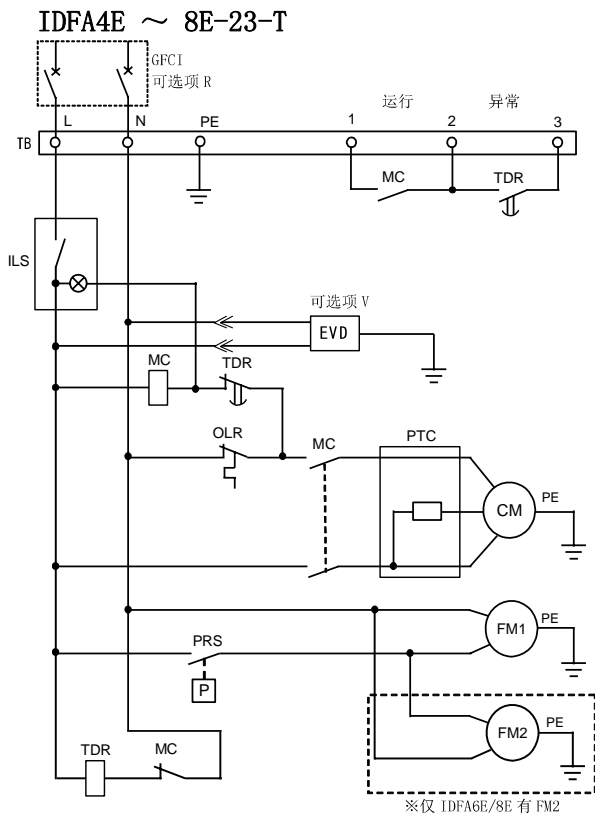 IDFA4E ～ 8E-23-T
GFCI
可选项 R
运行 异常
L N PE 1 2 3
TB
MC TDR
ILS
可选项 V
EVD
MC TDR
OLR MC PTC
CM PE
PRS
P
FM1 PE
FM2 PE
TDR MC
※仅 IDFA6E/8E 有 FM2